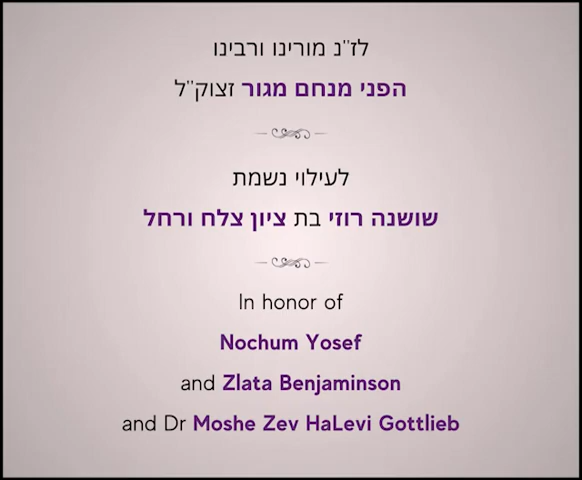 לז"נ מורינו ורבינו
הפני מנחם מגור זצוק"ל
לעילוי נשמת
שושנה רוזי בת ציון צלח ורחל
In honor of
Nochum Yosef
and Zlata Benjaminson
and Dr Moshe Zev HaLevi Gottlieb